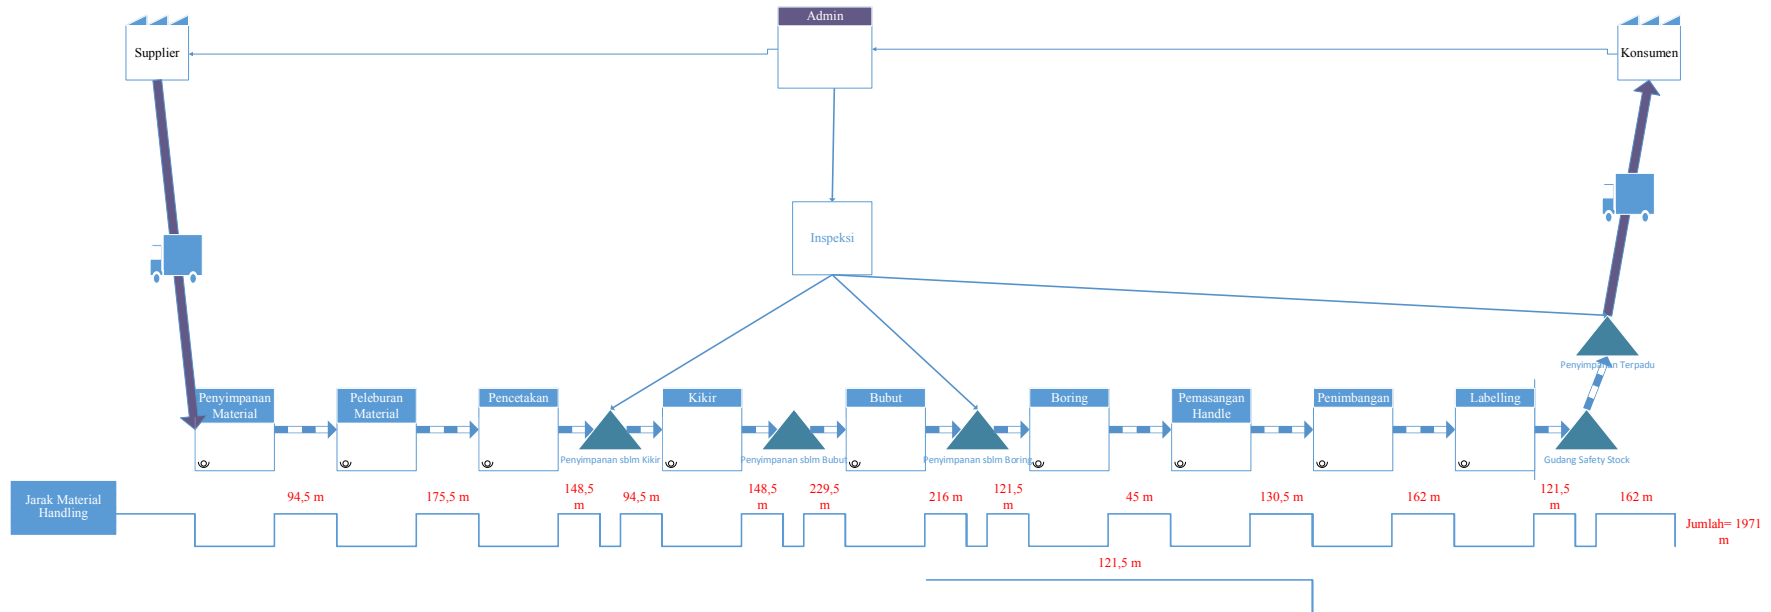 Admin
Supplier
Konsumen
Inspeksi
Penyimpanan Terpadu
Penyimpanan
Material
Peleburan
Material
Pencetakan
Kikir
Bubut
Boring
Pemasangan
Handle
Penimbangan
Labelling
Penyimpanan sblm Kikir
Penyimpanan sblm Bubut
Penyimpanan sblm Boring
Gudang Safety Stock
Jarak Material
Handling
94,5 m
175,5 m
148,5
m
94,5 m
148,5
m
229,5
m
216 m
121,5
m
45 m
130,5 m
162 m
121,5
m
162 m
Jumlah= 1971
m
121,5 m